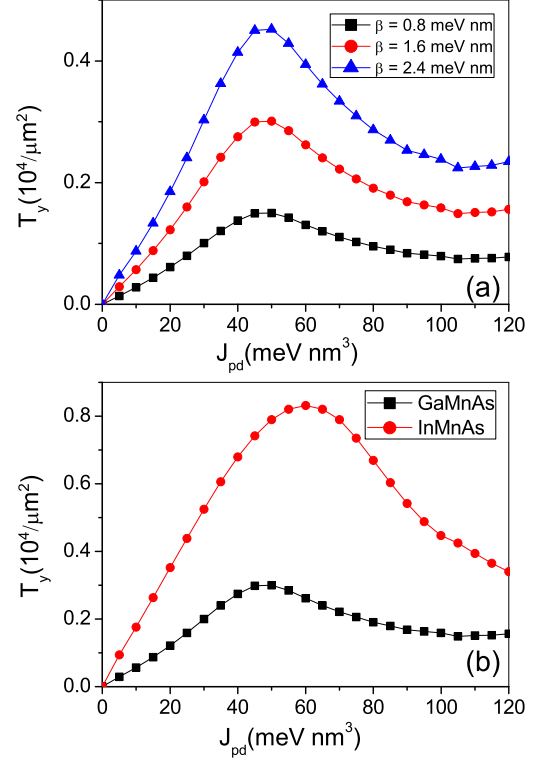 β = 0.8 meV nm
β = 1.6 meV nm
β = 2.4 meV nm
T_y(10^4/μm^2)
0.4
0.2
0.0
(a)
0 20 40 60 80 100 120
J_pd(meV nm^3)
GaMnAs
InMnAs
T_y(10^4/μm^2)
0.8
0.6
0.4
0.2
0.0
(b)
0 20 40 60 80 100 120
J_pd(meV nm^3)